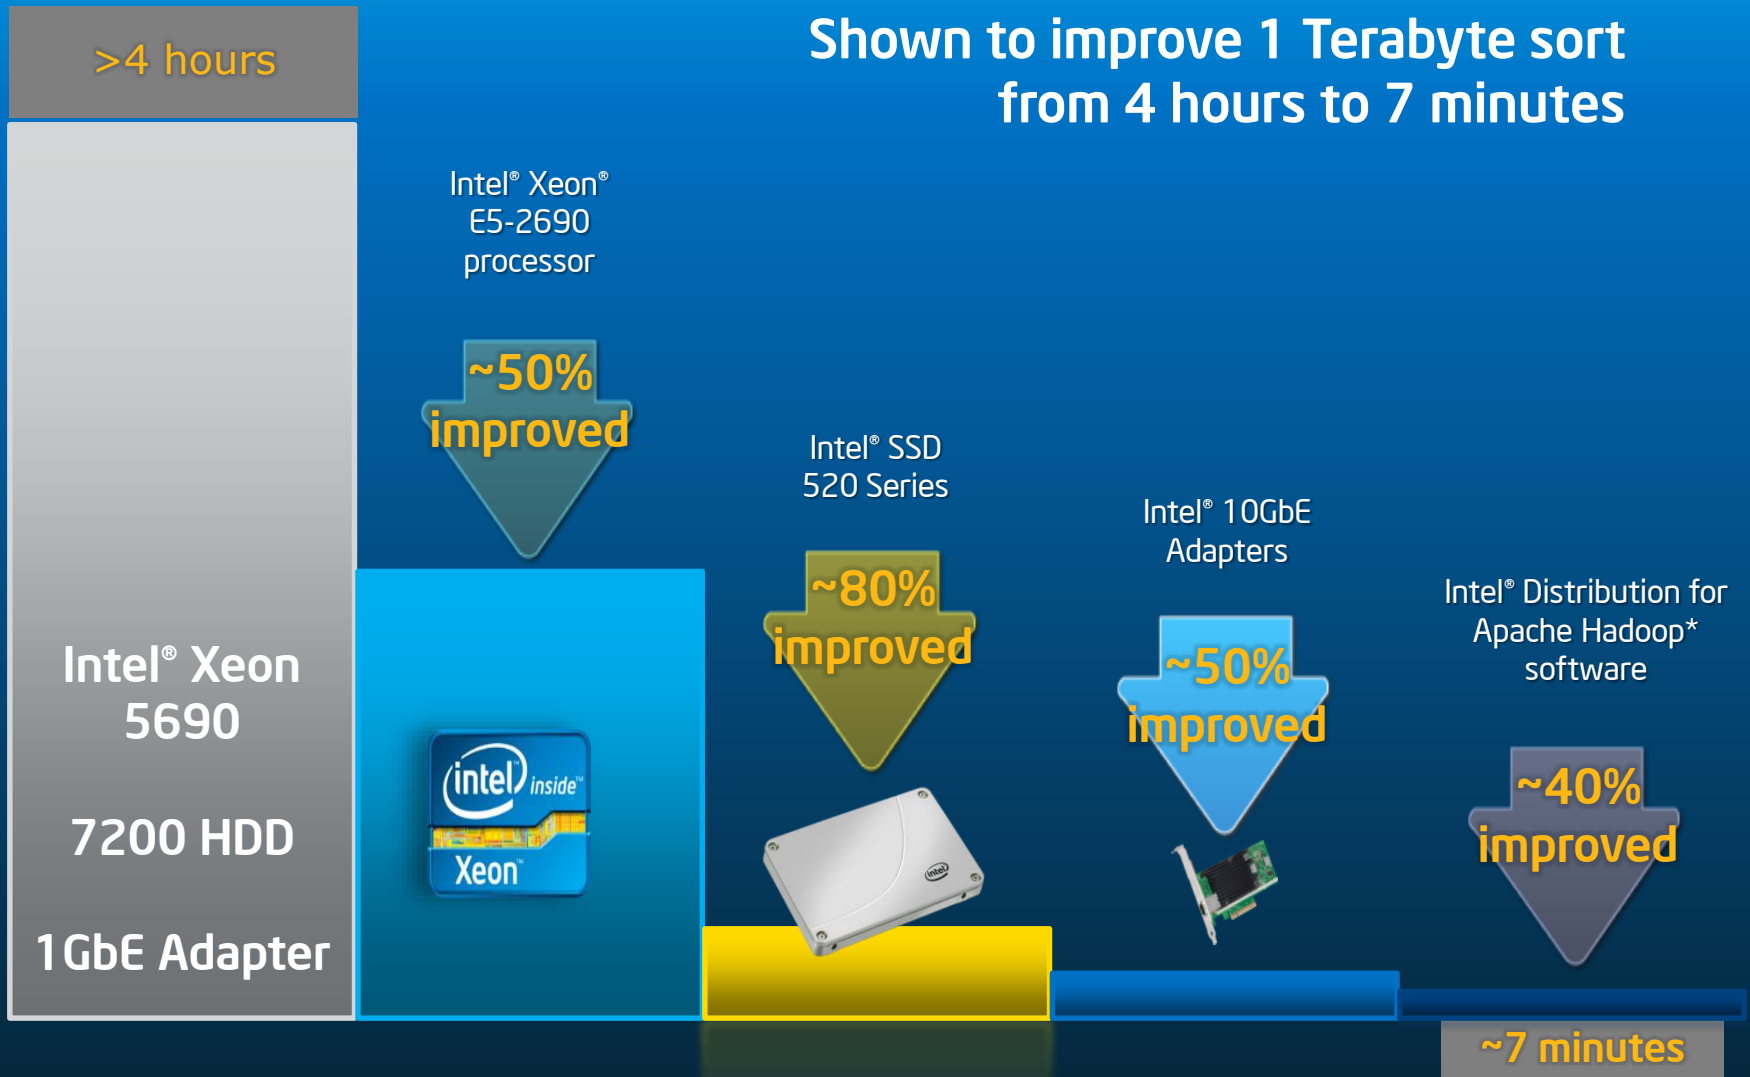 >4 hours
Shown to improve 1 Terabyte sort
from 4 hours to 7 minutes
Intel® Xeon
5690
7200 HDD
1GbE Adapter
Intel® Xeon®
E5-2690
processor
~50%
improved
intel™ inside™
Xeon™
Intel® SSD
520 Series
~80%
improved
intel
Intel® 10GbE
Adapters
~50%
improved
Intel® Distribution for
Apache Hadoop*
software
~40%
improved
~7 minutes